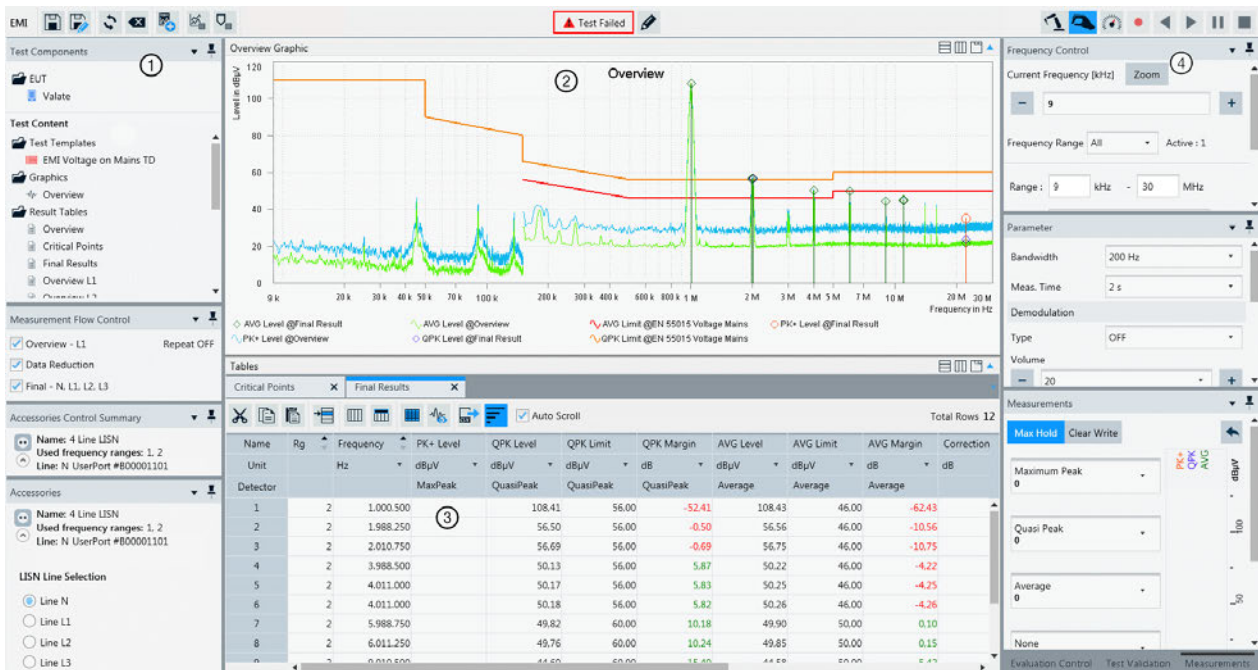 EMI
Test Failed
Test Components
1
EUT
Valate
Test Content
Test Templates
EMI Voltage on Mains TD
Graphics
Overview
Result Tables
Overview
Critical Points
Final Results
Overview L1
Overview L2
Measurement Flow Control
Overview - L1 Repeat OFF
Data Reduction
Final - N, L1, L2, L3
Accessories Control Summary
Name: 4 Line LISN
Used frequency ranges: 1, 2
Line: N UserPort #B00001101
Accessories
Name: 4 Line LISN
Used frequency ranges: 1, 2
Line: N UserPort #B00001101
LISN Line Selection
Line N
Line L1
Line L2
Line L3
Overview Graphic
2
Overview
Level in dBµV
120
100
80
60
40
20
0
9 k 20 k 30 k 40 k 50 k 70 k 100 k 200 k 300 k 400 k 600 k 800 k 1 M 2 M 3 M 4 M 5 M 7 M 10 M 20 M 30 M
Frequency in Hz
AVG Level @Final Result AVG Level @Overview AVG Limit @EN 55015 Voltage Mains PK+ Level @Final Result
PK+ Level @Overview QPK Level @Final Result QPK Limit @EN 55015 Voltage Mains
Tables
Critical Points X Final Results X
Auto Scroll Total Rows 12
Name Rg Frequency PK+ Level QPK Level QPK Limit QPK Margin AVG Level AVG Limit AVG Margin Correction
Unit Hz dBµV dBµV dBµV dB dBµV dBµV dB dB
Detector MaxPeak QuasiPeak QuasiPeak QuasiPeak Average Average Average
3
1 2 1.000.500 108.41 56.00 -52.41 108.43 46.00 -62.43
2 2 1.988.250 56.50 56.00 -0.50 56.56 46.00 -10.56
3 2 2.010.750 56.69 56.00 -0.69 56.75 46.00 -10.75
4 2 3.988.500 50.13 56.00 5.87 50.22 46.00 -4.22
5 2 4.011.000 50.17 56.00 5.83 50.25 46.00 -4.25
6 2 4.011.000 50.18 56.00 5.82 50.26 46.00 -4.26
7 2 5.988.750 49.82 60.00 10.18 49.90 50.00 0.10
8 2 6.011.250 49.76 60.00 10.24 49.85 50.00 0.15
Frequency Control
4
Current Frequency [kHz] Zoom
− 9 +
Frequency Range All Active : 1
Range : 9 kHz - 30 MHz
Parameter
Bandwidth 200 Hz
Meas. Time 2 s
Demodulation
Type OFF
Volume
− 20 +
Measurements
Max Hold Clear Write
Maximum Peak
0
Quasi Peak
0
Average
0
None
PK+
QPK
AVG
dBµV
100
50
Evaluation Control Test Validation Measurements